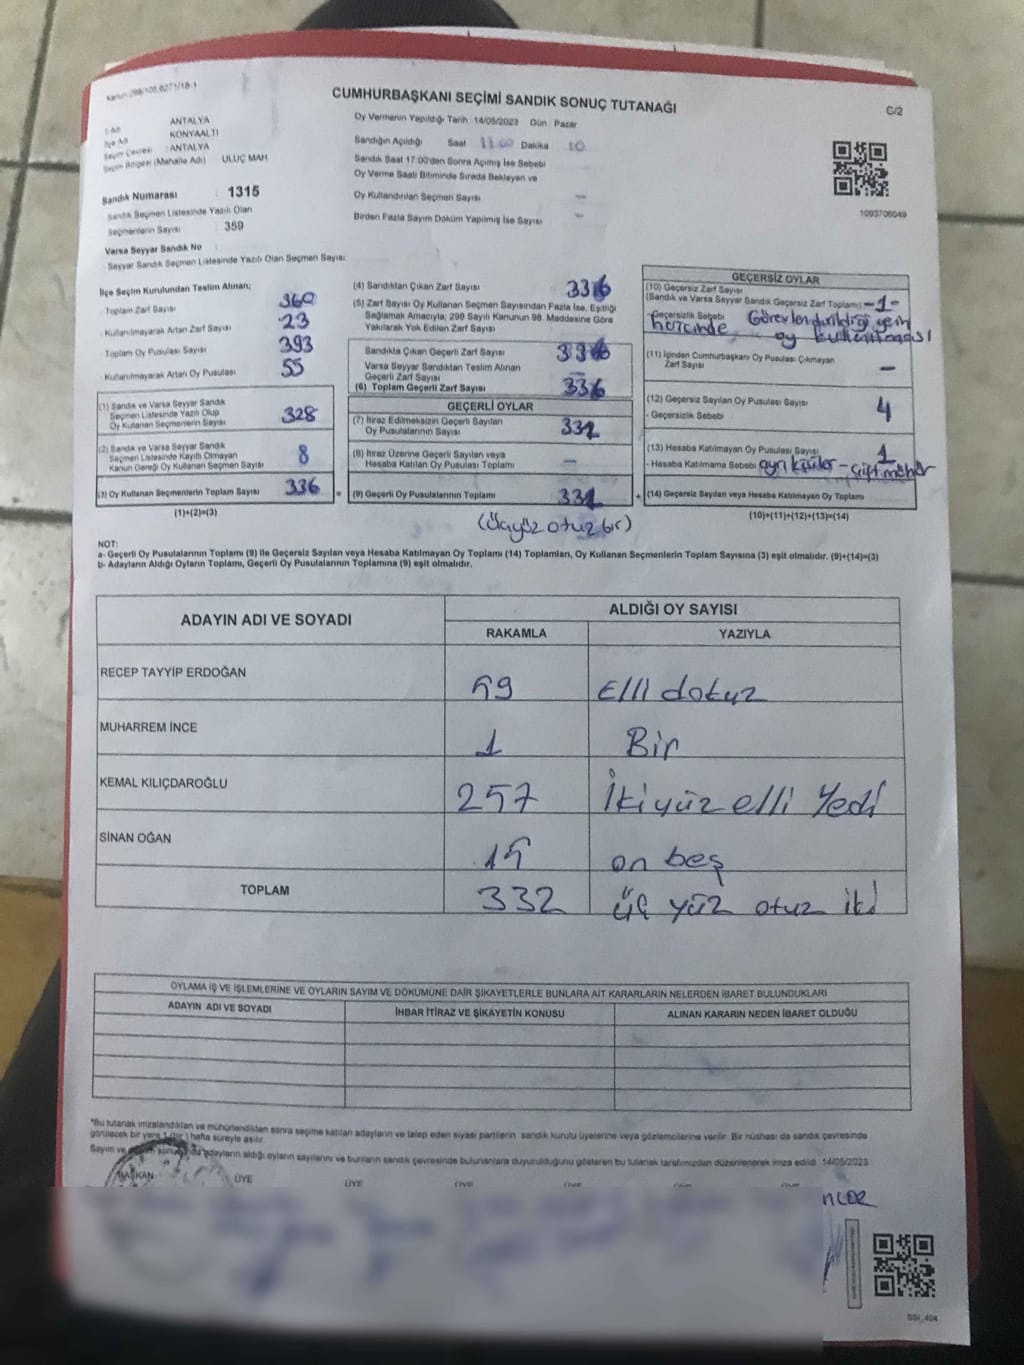 Kanun:298/105,6271/18-1
CUMHURBAŞKANI SEÇİMİ SANDIK SONUÇ TUTANAĞI
C/2
İl Adı : ANTALYA
İlçe Adı : KONYAALTI
Seçim Çevresi : ANTALYA
Seçim Bölgesi (Mahalle Adı) ULUÇ MAH.
Sandık Numarası : 1315
Sandık Seçmen Listesinde Yazılı Olan
Seçmenlerin Sayısı : 359
Varsa Seyyar Sandık No
Seyyar Sandık Seçmen Listesinde Yazılı Olan Seçmen Sayısı:
Oy Vermenin Yapıldığı Tarih 14/05/2023 Gün Pazar
Sandığın Açıldığı Saat Dakika 10
Sandık Saat 17:00'den Sonra Açılmış İse Sebebi
Oy Verme Saati Bitiminde Sırada Bekleyen ve
Oy Kullandırılan Seçmen Sayısı –
Birden Fazla Sayım Döküm Yapılmış İse Sayısı –
1093706049
İlçe Seçim Kurulundan Teslim Alınan;
- Toplam Zarf Sayısı 360
- Kullanılmayarak Artan Zarf Sayısı 23
- Toplam Oy Pusulası Sayısı 393
- Kullanılmayarak Artan Oy Pusulası 55
(1) Sandık ve Varsa Seyyar Sandık
Seçmen Listesinde Yazılı Olup
Oy Kullanan Seçmenlerin Sayısı 328
(2) Sandık ve Varsa Seyyar Sandık
Seçmen Listesinde Kayıtlı Olmayan
Kanun Gereği Oy Kullanan Seçmen Sayısı 8
(3) Oy Kullanan Seçmenlerin Toplam Sayısı 336 =
(1)+(2)=(3)
(4) Sandıktan Çıkan Zarf Sayısı 336
(5) Zarf Sayısı Oy Kullanan Seçmen Sayısından Fazla İse, Eşitliği
Sağlamak Amacıyla, 298 Sayılı Kanunun 98. Maddesine Göre
Yakılarak Yok Edilen Zarf Sayısı
Sandıkta Çıkan Geçerli Zarf Sayısı 336
Varsa Seyyar Sandıktan Teslim Alınan
Geçerli Zarf Sayısı
(6) Toplam Geçerli Zarf Sayısı 336
GEÇERLİ OYLAR
(7) İtiraz Edilmeksizin Geçerli Sayılan
Oy Pusulalarının Sayısı 331
(8) İtiraz Üzerine Geçerli Sayılan veya
Hesaba Katılan Oy Pusulası Toplamı –
(9) Geçerli Oy Pusulalarının Toplamı 331 +
(Üçyüz otuz bir)
GEÇERSİZ OYLAR
(10) Geçersiz Zarf Sayısı
(Sandık ve Varsa Seyyar Sandık Geçersiz Zarf Toplamı) -1-
-Geçersizlik Sebebi Görevlendirildiği yerin
haricinde oy kullanması
(11) İçinden Cumhurbaşkanı Oy Pusulası Çıkmayan
Zarf Sayısı –
(12) Geçersiz Sayılan Oy Pusulası Sayısı 4
- Geçersizlik Sebebi
(13) Hesaba Katılmayan Oy Pusulası Sayısı 1
- Hesaba Katılmama Sebebi ayrı kişiler - Çift mühür
(14) Geçersiz Sayılan veya Hesaba Katılmayan Oy Toplamı
(10)+(11)+(12)+(13)=(14)
NOT:
a- Geçerli Oy Pusulalarının Toplamı (9) ile Geçersiz Sayılan veya Hesaba Katılmayan Oy Toplamı (14) Toplamları, Oy Kullanan Seçmenlerin Toplam Sayısına (3) eşit olmalıdır. (9)+(14)=(3)
b- Adayların Aldığı Oyların Toplamı, Geçerli Oy Pusulalarının Toplamına (9) eşit olmalıdır.
ADAYIN ADI VE SOYADI
ALDIĞI OY SAYISI
RAKAMLA YAZIYLA
RECEP TAYYİP ERDOĞAN 59 Elli dokuz
MUHARREM İNCE 1 Bir
KEMAL KILIÇDAROĞLU 257 İkiyüz elli Yedi
SİNAN OĞAN 15 on beş
TOPLAM 332 üç yüz otuz iki
OYLAMA İŞ VE İŞLEMLERİNE VE OYLARIN SAYIM VE DÖKÜMÜNE DAİR ŞİKAYETLERLE BUNLARA AİT KARARLARIN NELERDEN İBARET BULUNDUKLARI
ADAYIN ADI VE SOYADI İHBAR İTİRAZ VE ŞİKAYETİN KONUSU ALINAN KARARIN NEDEN İBARET OLDUĞU
*Bu tutanak imzalandıktan ve mühürlendikten sonra seçime katılan adayların ve talep eden siyasi partilerin sandık kurulu üyelerine veya gözlemcilerine verilir. Bir nüshası da sandık çevresinde
görülecek bir yere 1 (bir) hafta süreyle asılır.
Sayım ve adayların aldığı oyların sayılarını ve bunların sandık çevresinde bulunanlara duyurulduğunu gösteren bu tutanak tarafımızdan düzenlenerek imza edildi. 14/05/2023
BAŞKAN ÜYE ÜYE ÜYE ÜYE ÜYE ÜYE